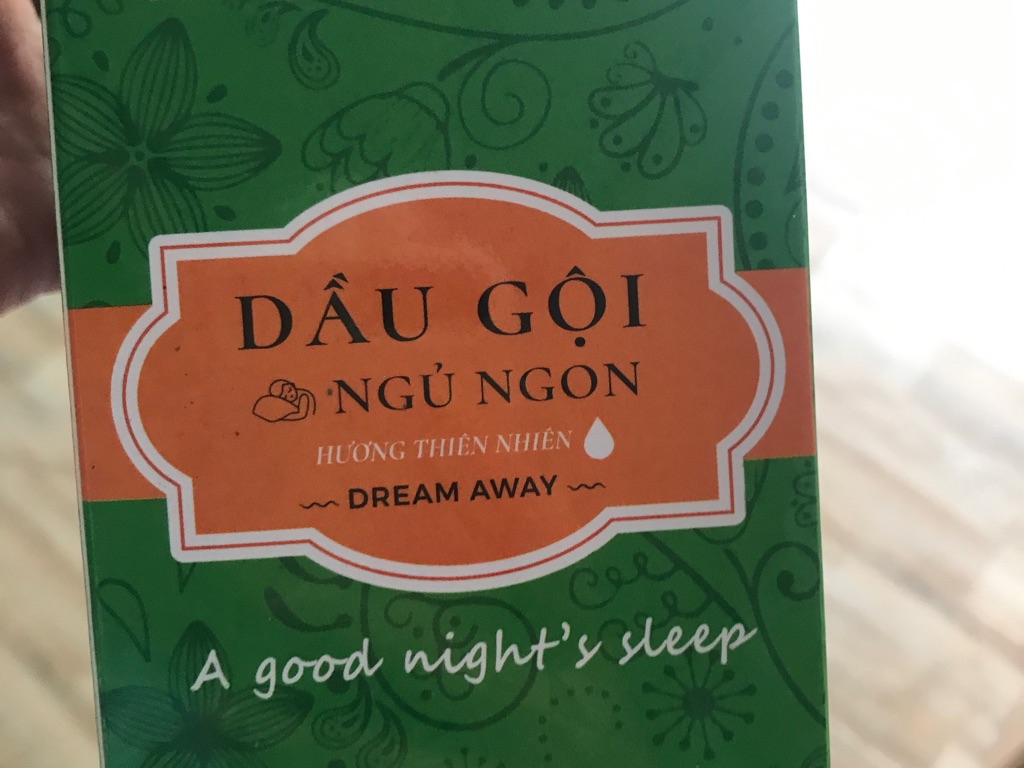 DẦU GỘI
NGỦ NGON
HƯƠNG THIÊN NHIÊN
DREAM AWAY
A good night's sleep